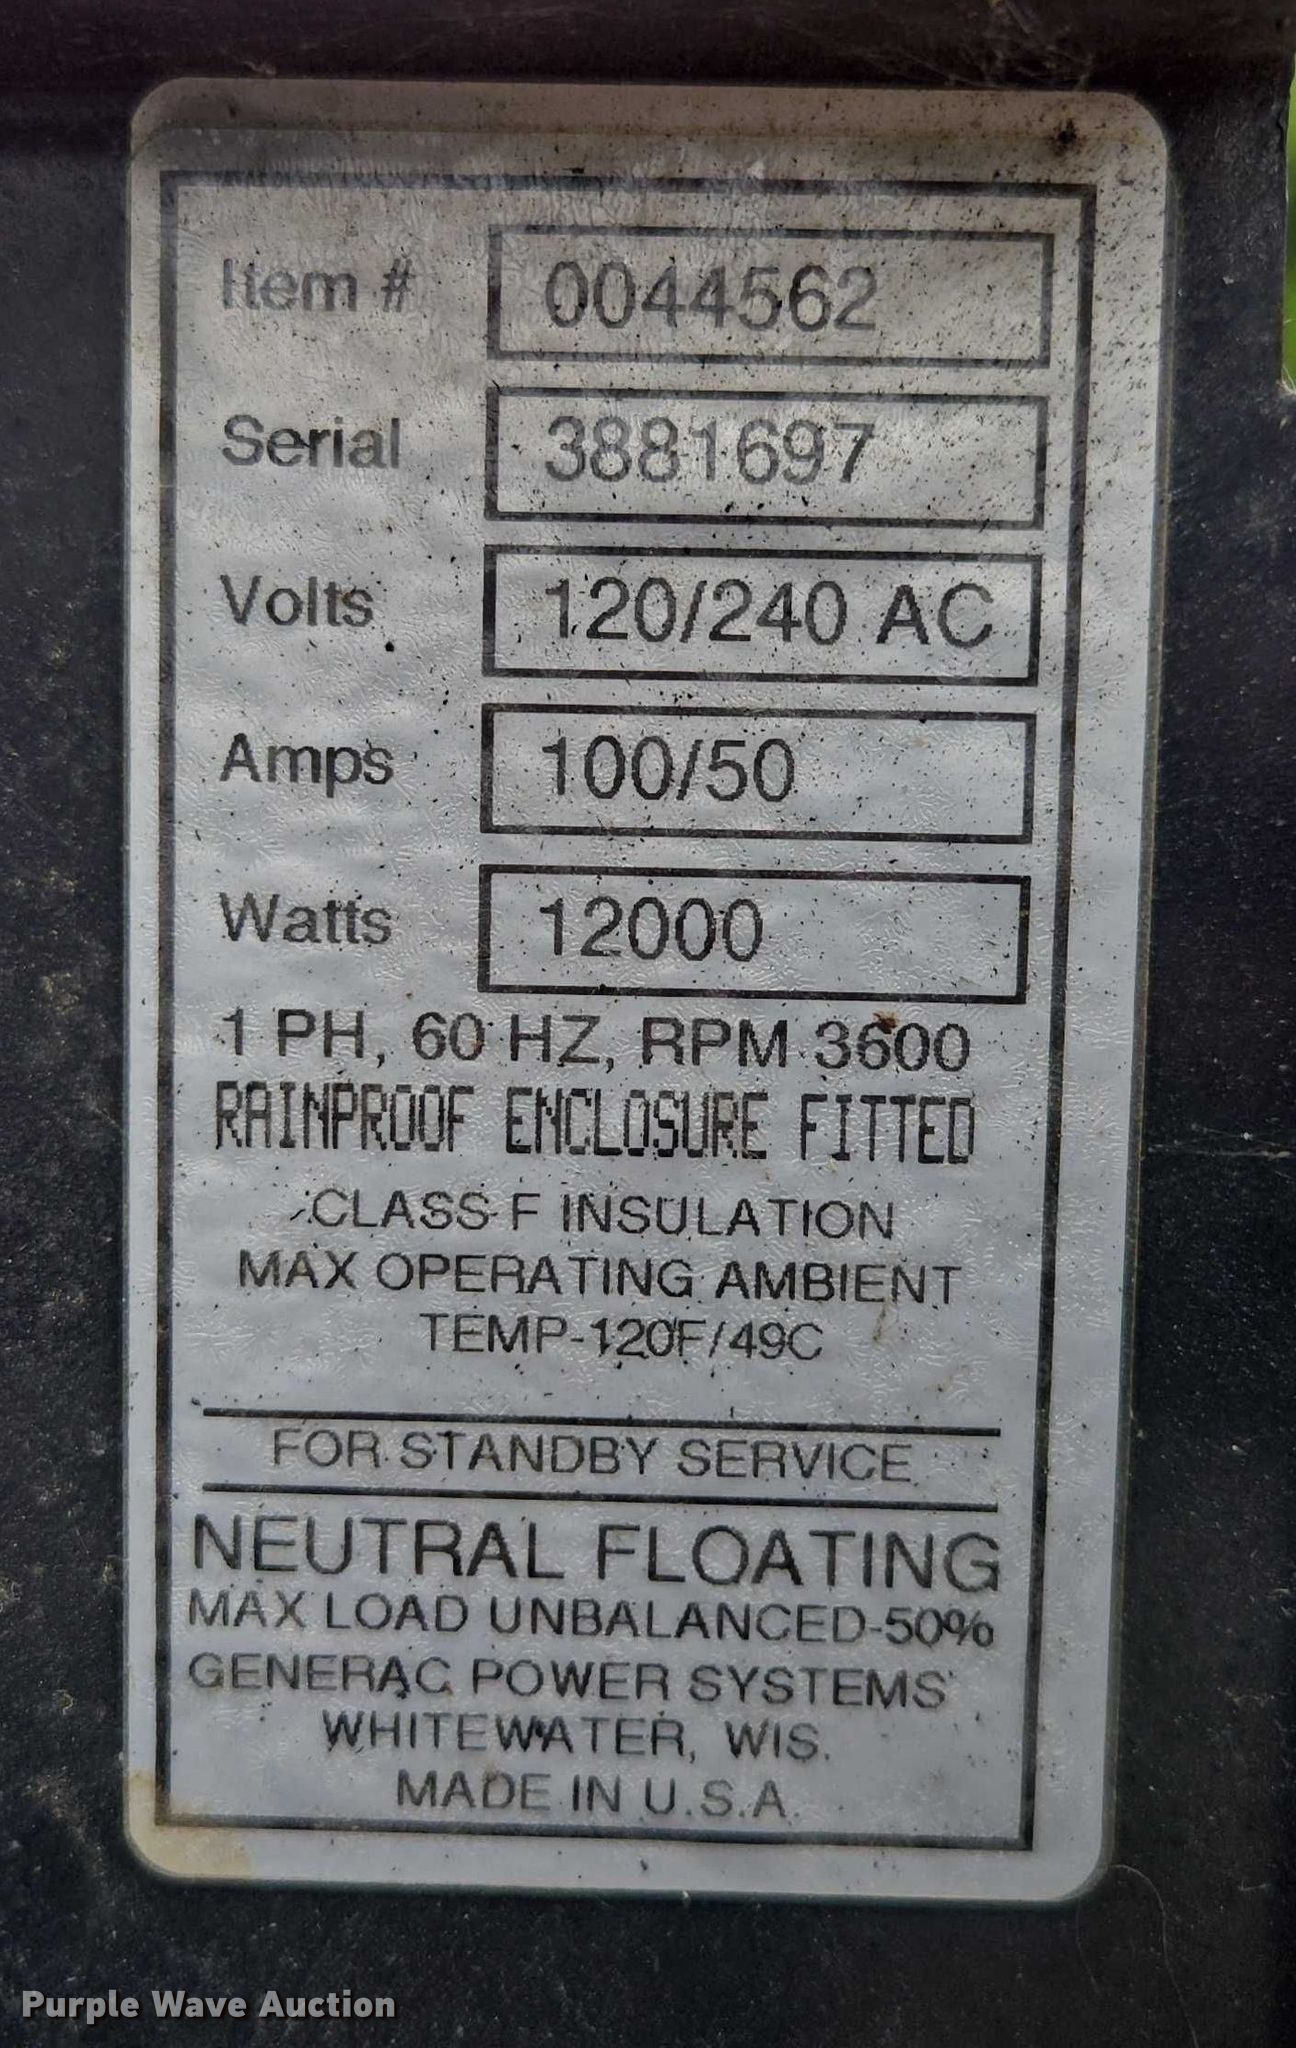 Item # 0044562
Serial 3881697
Volts 120/240 AC
Amps 100/50
Watts 12000
1 PH, 60 HZ, RPM 3600
RAINPROOF ENCLOSURE FITTED
CLASS F INSULATION
MAX OPERATING AMBIENT
TEMP-120F/49C
FOR STANDBY SERVICE
NEUTRAL FLOATING
MAX LOAD UNBALANCED-50%
GENERAC POWER SYSTEMS
WHITEWATER, WIS.
MADE IN U.S.A.
Purple Wave Auction